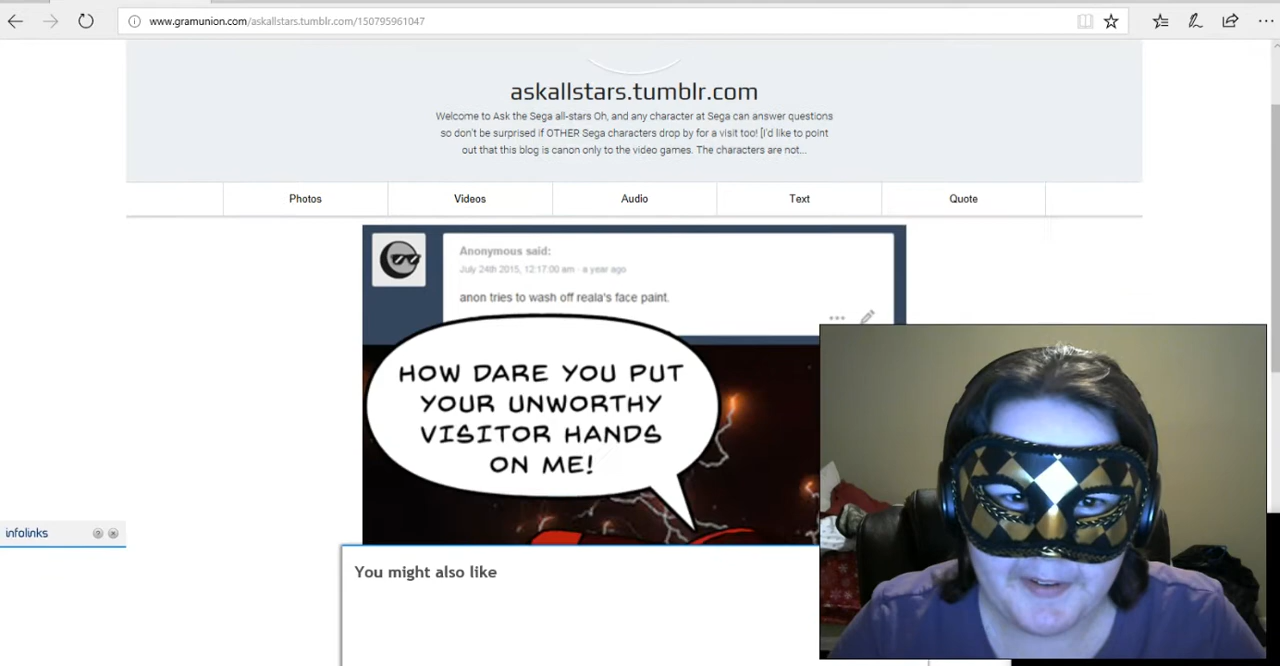 www.gramunion.com/askallstars.tumblr.com/150795961047
askallstars.tumblr.com
Welcome to Ask the Sega all-stars Oh, and any character at Sega can answer questions
so don't be surprised if OTHER Sega characters drop by for a visit too! [I'd like to point
out that this blog is canon only to the video games. The characters are not...
Photos Videos Audio Text Quote
Anonymous said:
July 24th 2015, 12:17:00 am · a year ago
anon tries to wash off reala's face paint.
HOW DARE YOU PUT
YOUR UNWORTHY
VISITOR HANDS
ON ME!
infolinks
You might also like